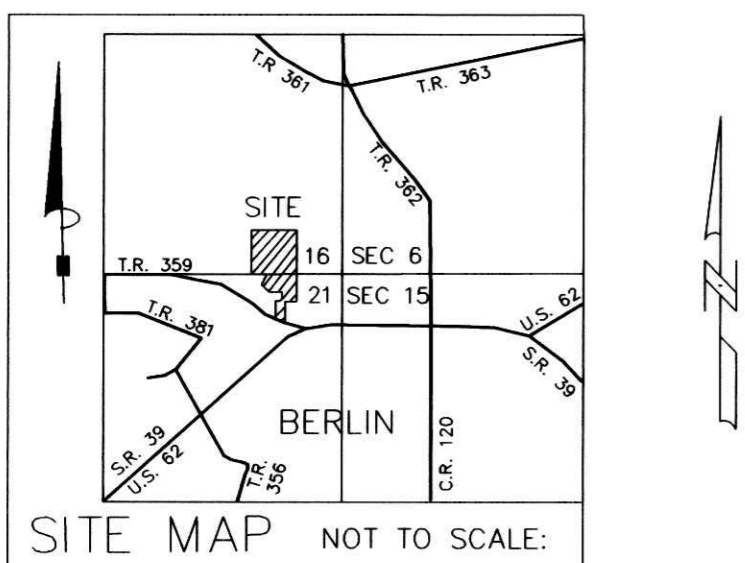 T.R 361
T.R. 363
T.R. 362
SITE
16 SEC 6
T.R. 359
21 SEC 15
T.R. 381
U.S. 62
S.R. 39
BERLIN
S.R. 39
U.S. 62
T.R. 356
C.R. 120
SITE MAP NOT TO SCALE:
N